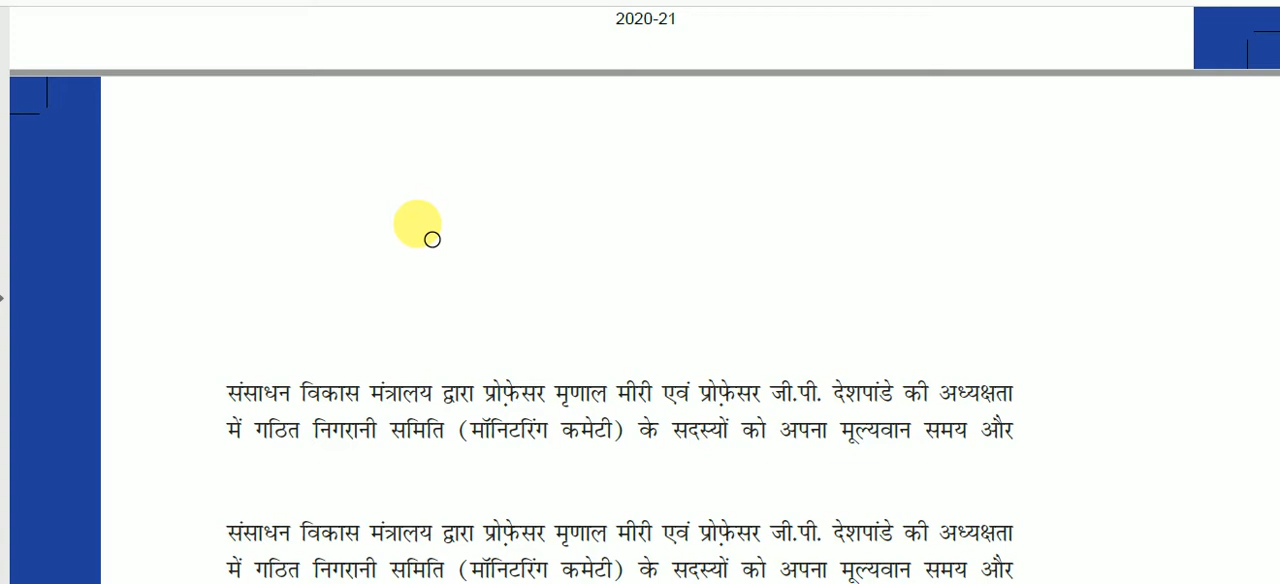 2020-21
संसाधन विकास मंत्रालय द्वारा प्रो.फेसर मृणाल मीरी एवं प्रो.फेसर जी.पी. देशपांडे की अध्यक्षता
में गठित निगरानी समिति (मॉनिटरिंग कमेटी) के सदस्यों को अपना मूल्यवान समय और
संसाधन विकास मंत्रालय द्वारा प्रो.फेसर मृणाल मीरी एवं प्रो.फेसर जी.पी. देशपांडे की अध्यक्षता
में गठित निगरानी समिति (मॉनिटरिंग कमेटी) के सदस्यों को अपना मूल्यवान समय और